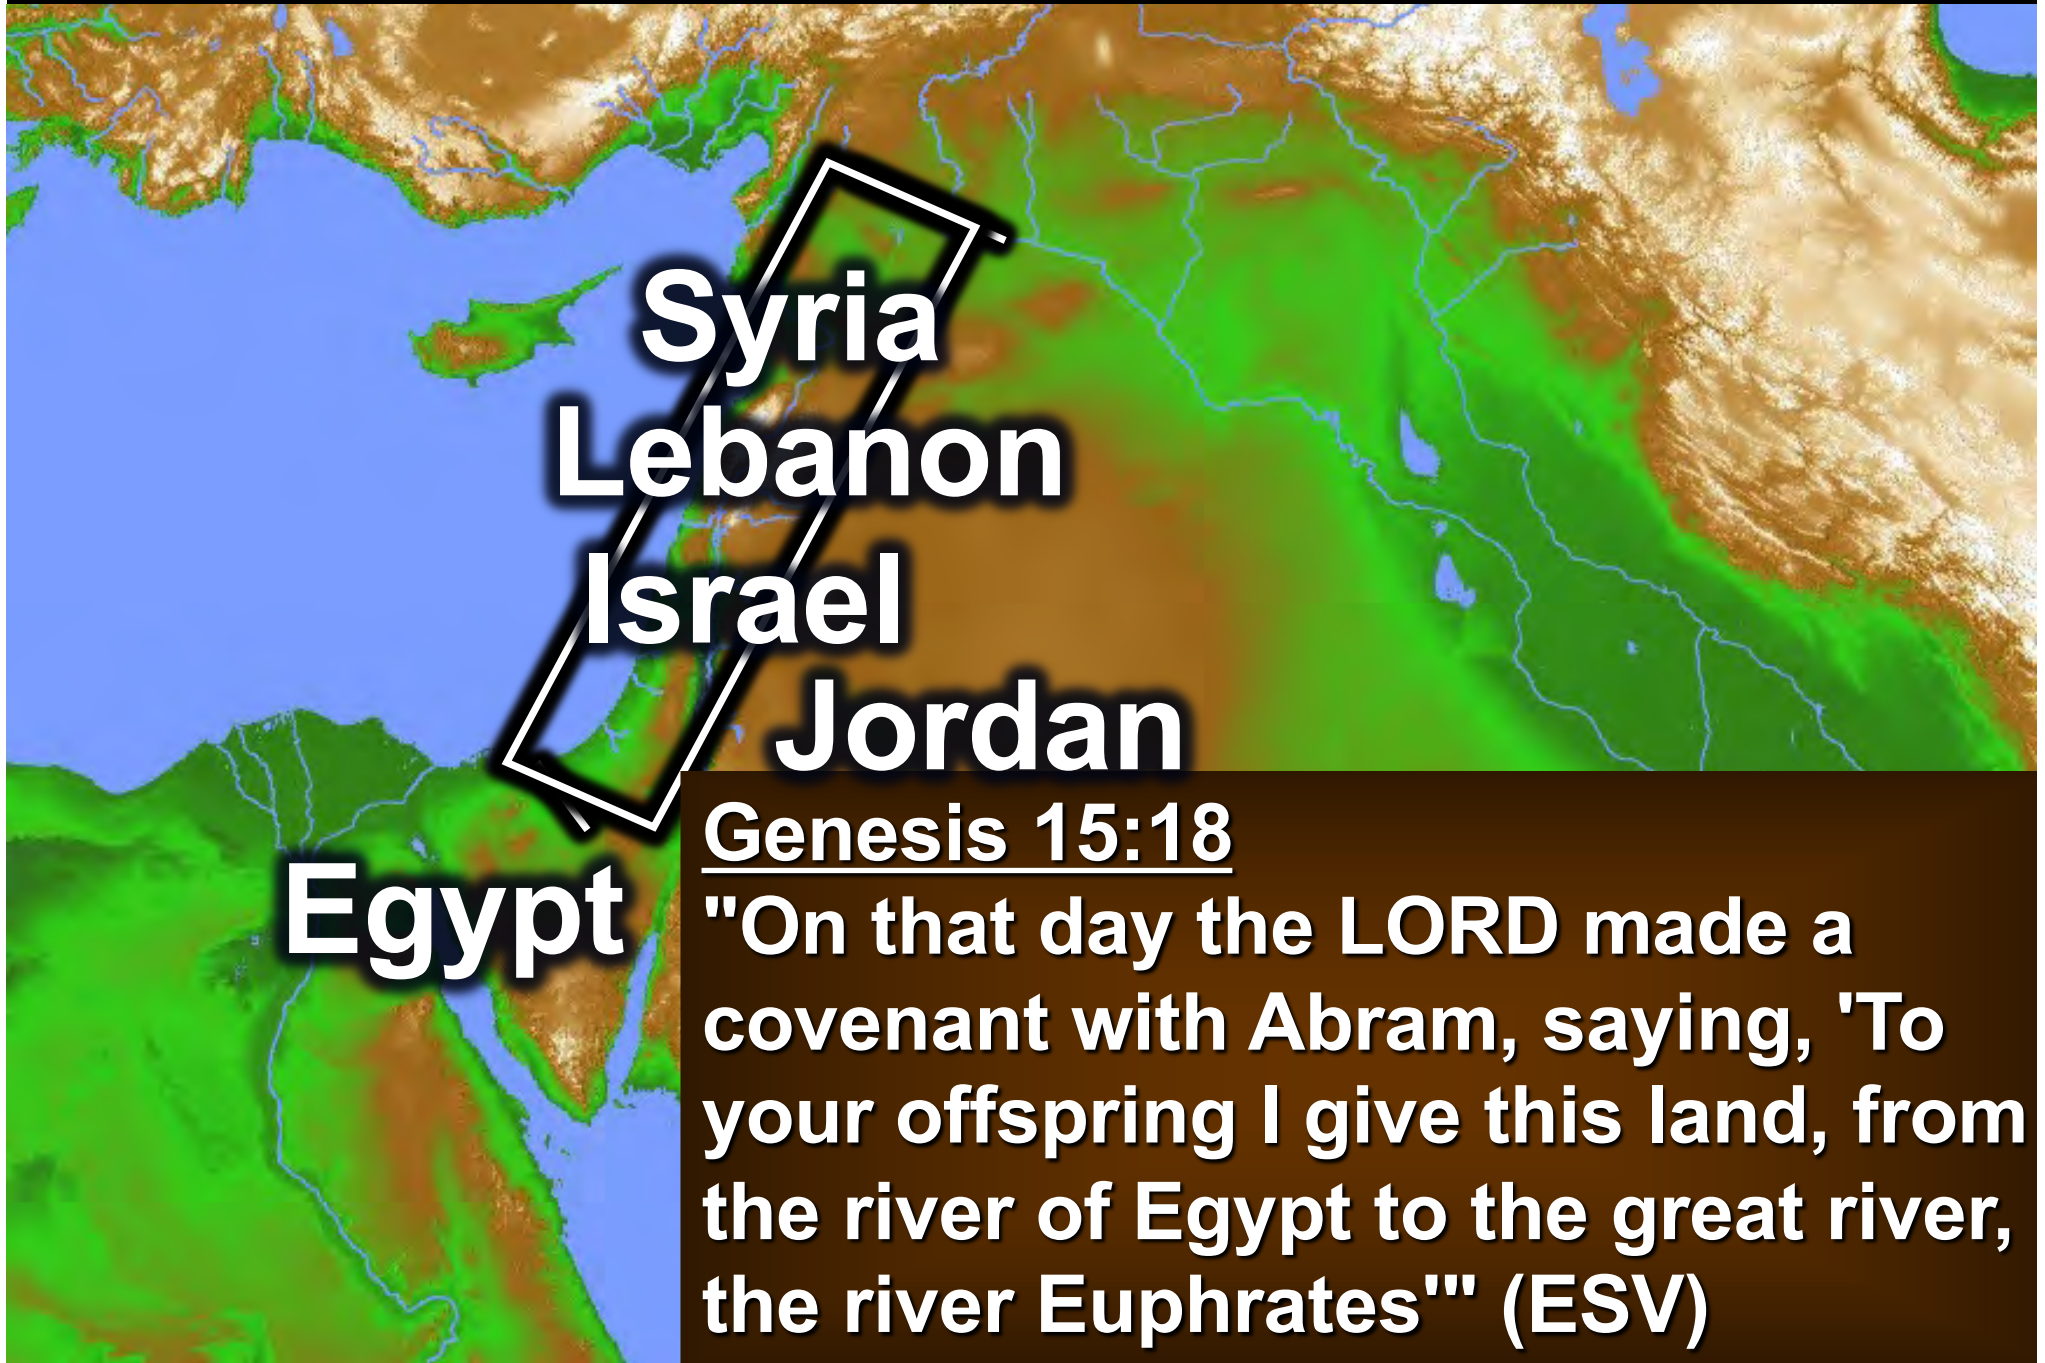 Syria
Lebanon
Israel
Jordan
Egypt
Genesis 15:18
"On that day the LORD made a
covenant with Abram, saying, 'To
your offspring I give this land, from
the river of Egypt to the great river,
the river Euphrates'" (ESV)